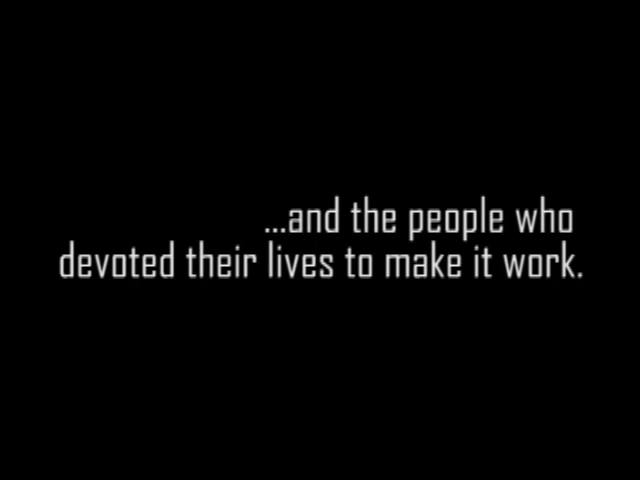 ...and the people who
devoted their lives to make it work.